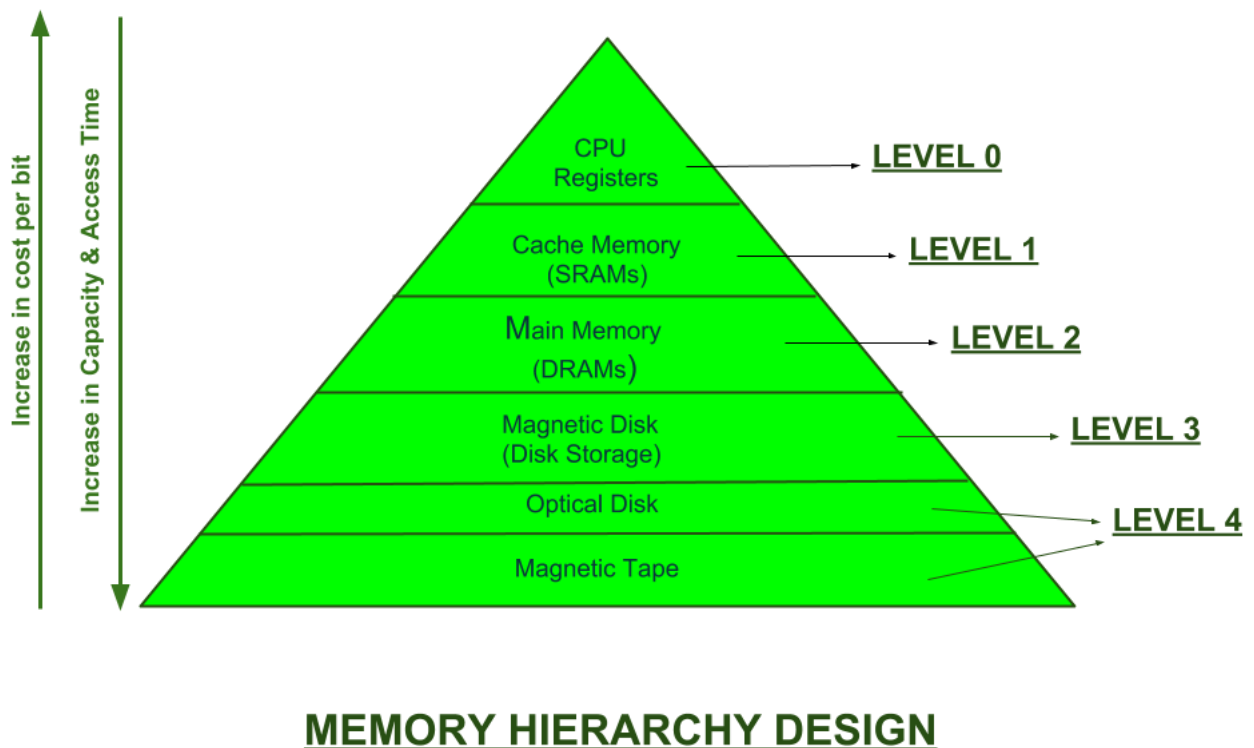 Increase in cost per bit
Increase in Capacity & Access Time
CPU
Registers
LEVEL 0
Cache Memory
(SRAMs)
LEVEL 1
Main Memory
(DRAMs)
LEVEL 2
Magnetic Disk
(Disk Storage)
LEVEL 3
Optical Disk
LEVEL 4
Magnetic Tape
MEMORY HIERARCHY DESIGN